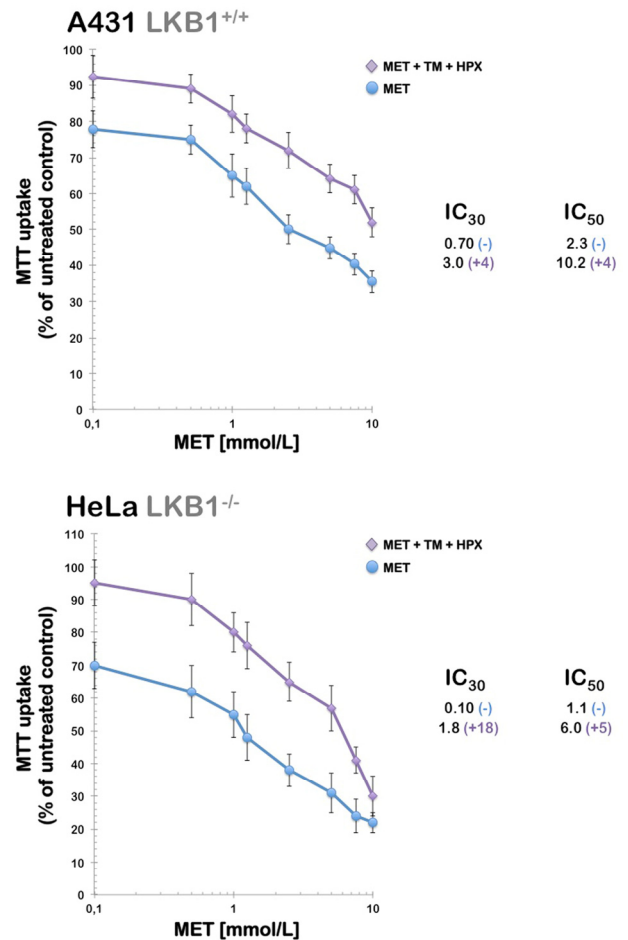 A431 LKB1+/+
MET + TM + HPX
MET
MTT uptake
(% of untreated control)
100
90
80
70
60
50
40
30
20
10
0
0,1
1
10
MET [mmol/L]
IC30 IC50
0.70 (-) 2.3 (-)
3.0 (+4) 10.2 (+4)
HeLa LKB1-/-
MET + TM + HPX
MET
MTT uptake
(% of untreated control)
110
100
90
80
70
60
50
40
30
20
10
0
0,1
1
10
MET [mmol/L]
IC30 IC50
0.10 (-) 1.1 (-)
1.8 (+18) 6.0 (+5)